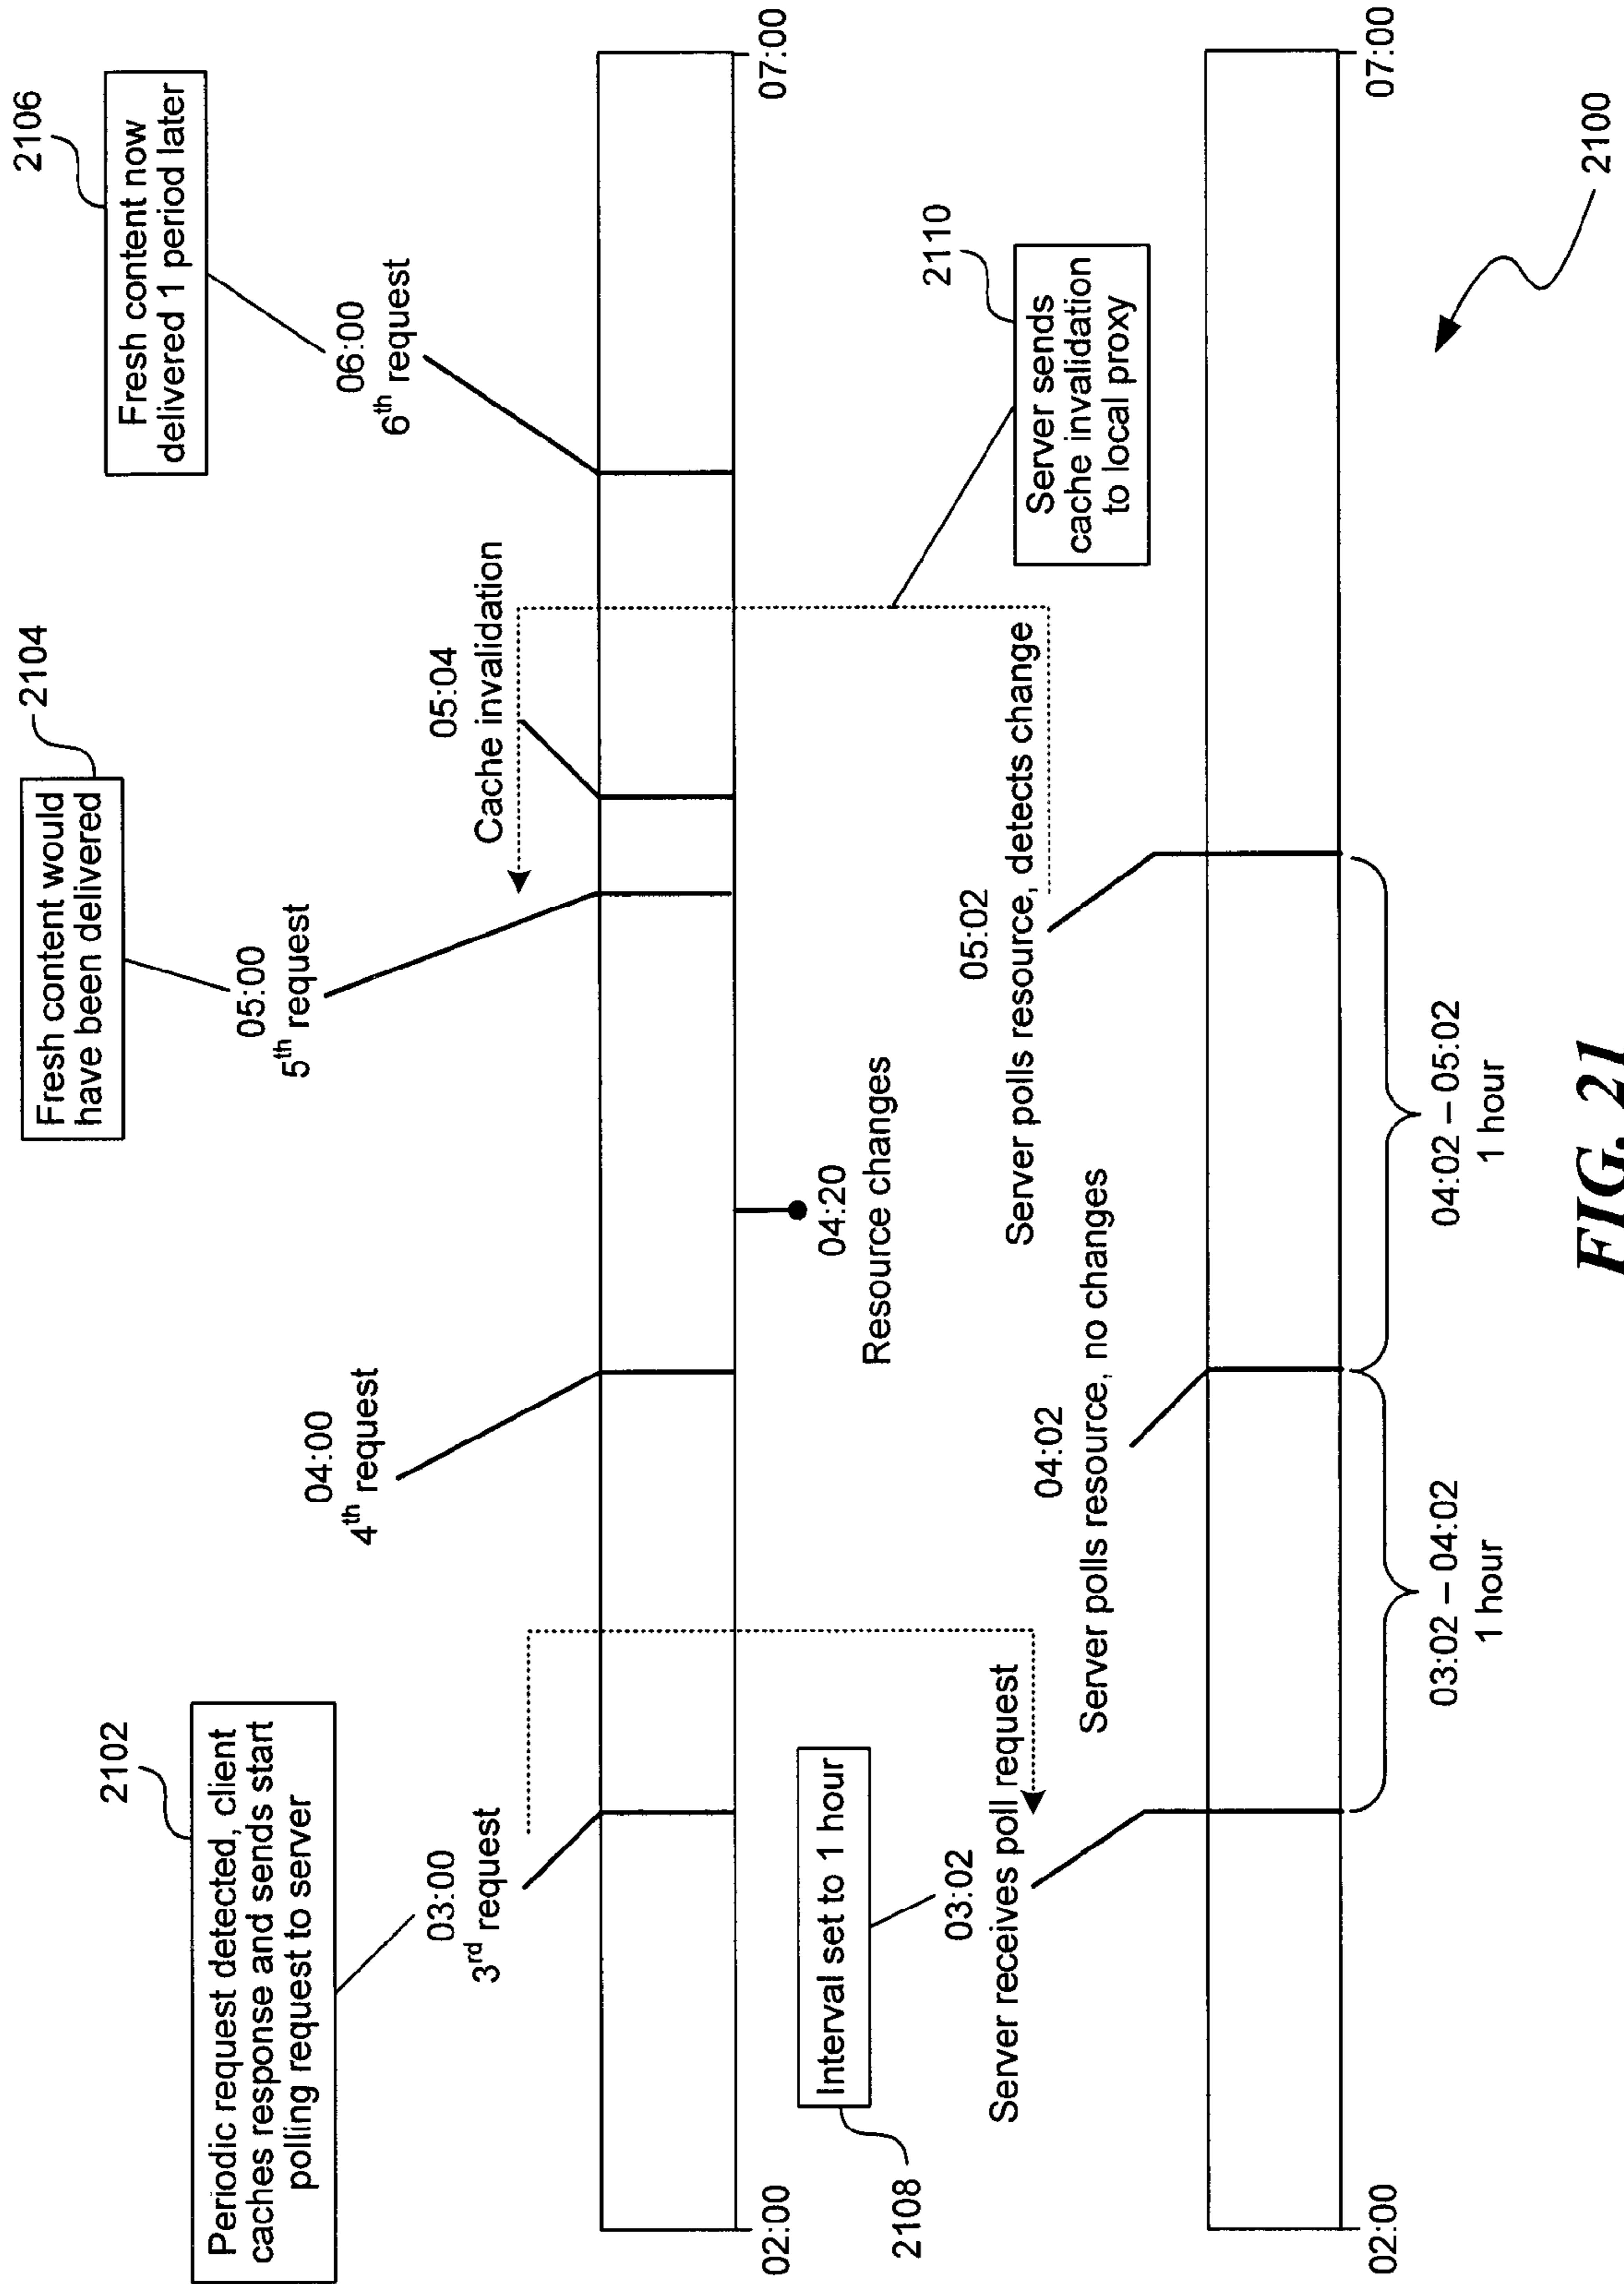 2102
Periodic request detected, client
caches response and sends start
polling request to server
03:00
3rd request
04:00
4th request
2104
Fresh content would
have been delivered
05:00
5th request
05:04
Cache invalidation
2106
Fresh content now
delivered 1 period later
06:00
6th request
02:00
07:00
04:20
Resource changes
2108
Interval set to 1 hour
03:02
Server receives poll request
04:02
Server polls resource, no changes
05:02
Server polls resource, detects change
2110
Server sends
cache invalidation
to local proxy
02:00
07:00
03:02 – 04:02
1 hour
04:02 – 05:02
1 hour
2100
FIG. 21